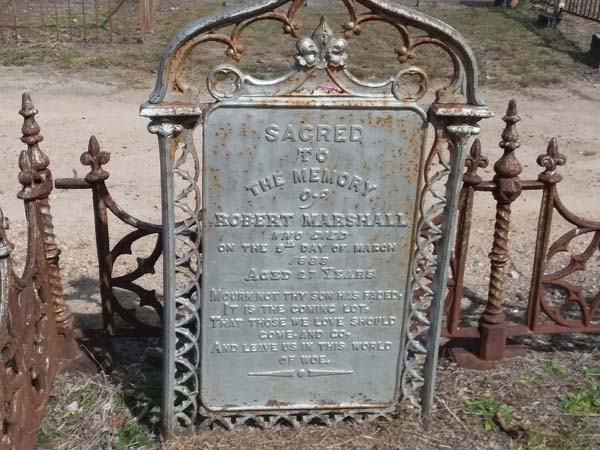 SACRED
TO
THE MEMORY
OF
ROBERT MARSHALL
WHO DIED
ON THE 6TH DAY OF MARCH
1888
AGED 27 YEARS
MOURN NOT THY SON HAS FADED,
IT IS THE COMING LOT,
THAT THOSE WE LOVE SHOULD
COME AND GE
AND LEAVE US IN THIS WORLD
OF WOE.